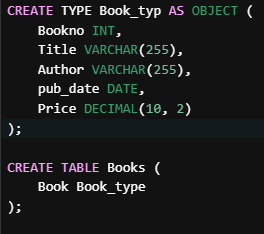 CREATE TYPE Book_typ AS OBJECT (
    Bookno INT,
    Title VARCHAR(255),
    Author VARCHAR(255),
    pub_date DATE,
    Price DECIMAL(10, 2)
);

CREATE TABLE Books (
    Book Book_type
);